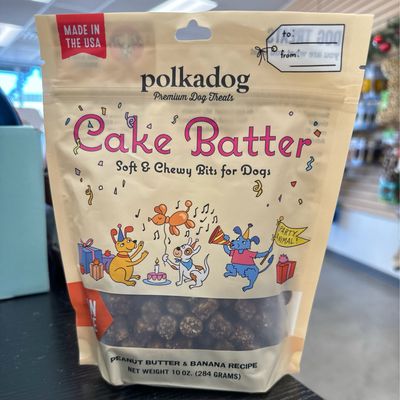 MADE IN
THE USA
to:
from:
polkadog
Premium Dog Treats
Cake Batter
Soft & Chewy Bits for Dogs
PARTY
ANIMAL!
PEANUT BUTTER & BANANA RECIPE
NET WEIGHT 10 OZ. (284 GRAMS)